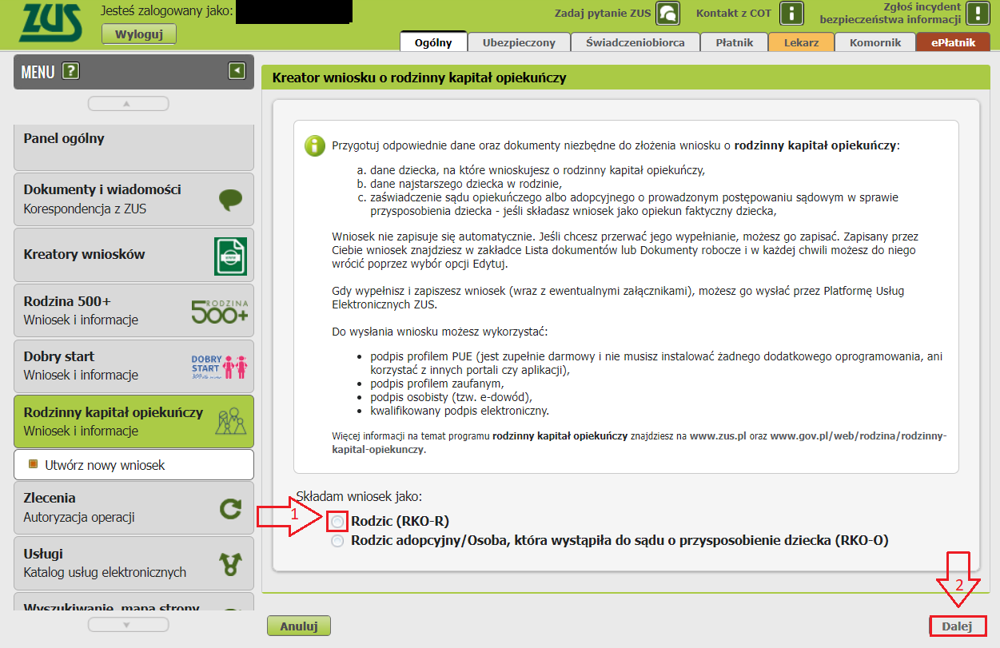 ZUS
Jesteś zalogowany jako:
Wyloguj
Zadaj pytanie ZUS
Kontakt z COT
Zgłoś incydent
bezpieczeństwa informacji
Ogólny
Ubezpieczony
Świadczeniobiorca
Płatnik
Lekarz
Komornik
ePłatnik
MENU ?
Panel ogólny
Dokumenty i wiadomości
Korespondencja z ZUS
Kreatory wniosków
Rodzina 500+
Wniosek i informacje
RODZINA
500+
Dobry start
Wniosek i informacje
DOBRY
START
Rodzinny kapitał opiekuńczy
Wniosek i informacje
Utwórz nowy wniosek
Zlecenia
Autoryzacja operacji
Usługi
Katalog usług elektronicznych
Wyszukiwanie, mapa strony
Kreator wniosku o rodzinny kapitał opiekuńczy
Przygotuj odpowiednie dane oraz dokumenty niezbędne do złożenia wniosku o rodzinny kapitał opiekuńczy:
a. dane dziecka, na które wnioskujesz o rodzinny kapitał opiekuńczy,
b. dane najstarszego dziecka w rodzinie,
c. zaświadczenie sądu opiekuńczego albo adopcyjnego o prowadzonym postępowaniu sądowym w sprawie
przysposobienia dziecka - jeśli składasz wniosek jako opiekun faktyczny dziecka,
Wniosek nie zapisuje się automatycznie. Jeśli chcesz przerwać jego wypełnianie, możesz go zapisać. Zapisany przez
Ciebie wniosek znajdziesz w zakładce Lista dokumentów lub Dokumenty robocze i w każdej chwili możesz do niego
wrócić poprzez wybór opcji Edytuj.
Gdy wypełnisz i zapiszesz wniosek (wraz z ewentualnymi załącznikami), możesz go wysłać przez Platformę Usług
Elektronicznych ZUS.
Do wysłania wniosku możesz wykorzystać:
• podpis profilem PUE (jest zupełnie darmowy i nie musisz instalować żadnego dodatkowego oprogramowania, ani
korzystać z innych portali czy aplikacji),
• podpis profilem zaufanym,
• podpis osobisty (tzw. e-dowód),
• kwalifikowany podpis elektroniczny.
Więcej informacji na temat programu rodzinny kapitał opiekuńczy znajdziesz na www.zus.pl oraz www.gov.pl/web/rodzina/rodzinny-
kapital-opiekunczy.
Składam wniosek jako:
1
Rodzic (RKO-R)
Rodzic adopcyjny/Osoba, która wystąpiła do sądu o przysposobienie dziecka (RKO-O)
2
Anuluj
Dalej